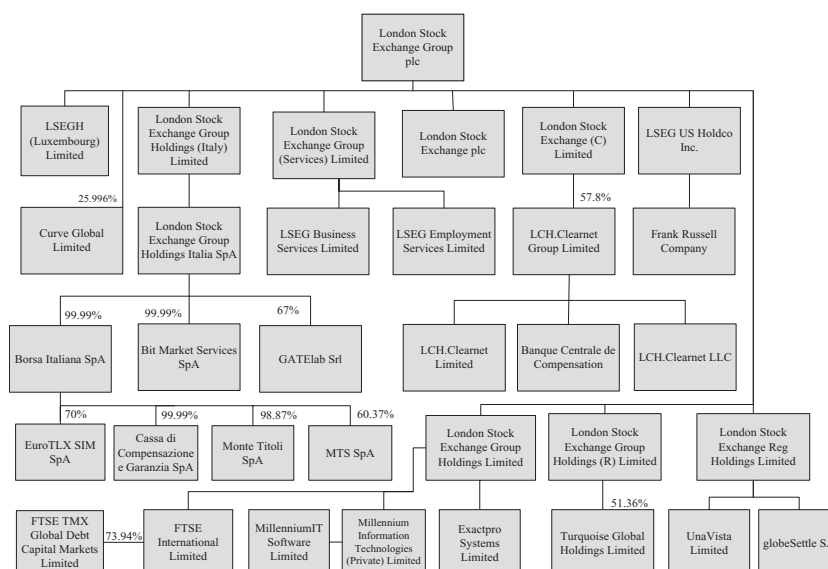 London Stock
Exchange Group
plc
LSEGH
(Luxembourg)
Limited
London Stock
Exchange Group
Holdings (Italy)
Limited
London Stock
Exchange Group
(Services) Limited
London Stock
Exchange plc
London Stock
Exchange (C)
Limited
LSEG US Holdco
Inc.
25.996%
57.8%
Curve Global
Limited
London Stock
Exchange Group
Holdings Italia SpA
LSEG Business
Services Limited
LSEG Employment
Services Limited
LCH.Clearnet
Group Limited
Frank Russell
Company
99.99%
99.99%
67%
Borsa Italiana SpA
Bit Market Services
SpA
GATElab Srl
LCH.Clearnet
Limited
Banque Centrale de
Compensation
LCH.Clearnet LLC
70%
99.99%
98.87%
60.37%
EuroTLX SIM
SpA
Cassa di
Compensazione
e Garanzia SpA
Monte Titoli
SpA
MTS SpA
London Stock
Exchange Group
Holdings Limited
London Stock
Exchange Group
Holdings (R) Limited
London Stock
Exchange Reg
Holdings Limited
51.36%
FTSE TMX
Global Debt
Capital Markets
Limited
73.94%
FTSE
International
Limited
MillenniumIT
Software
Limited
Millennium
Information
Technologies
(Private) Limited
Exactpro
Systems
Limited
Turquoise Global
Holdings Limited
UnaVista
Limited
globeSettle S.